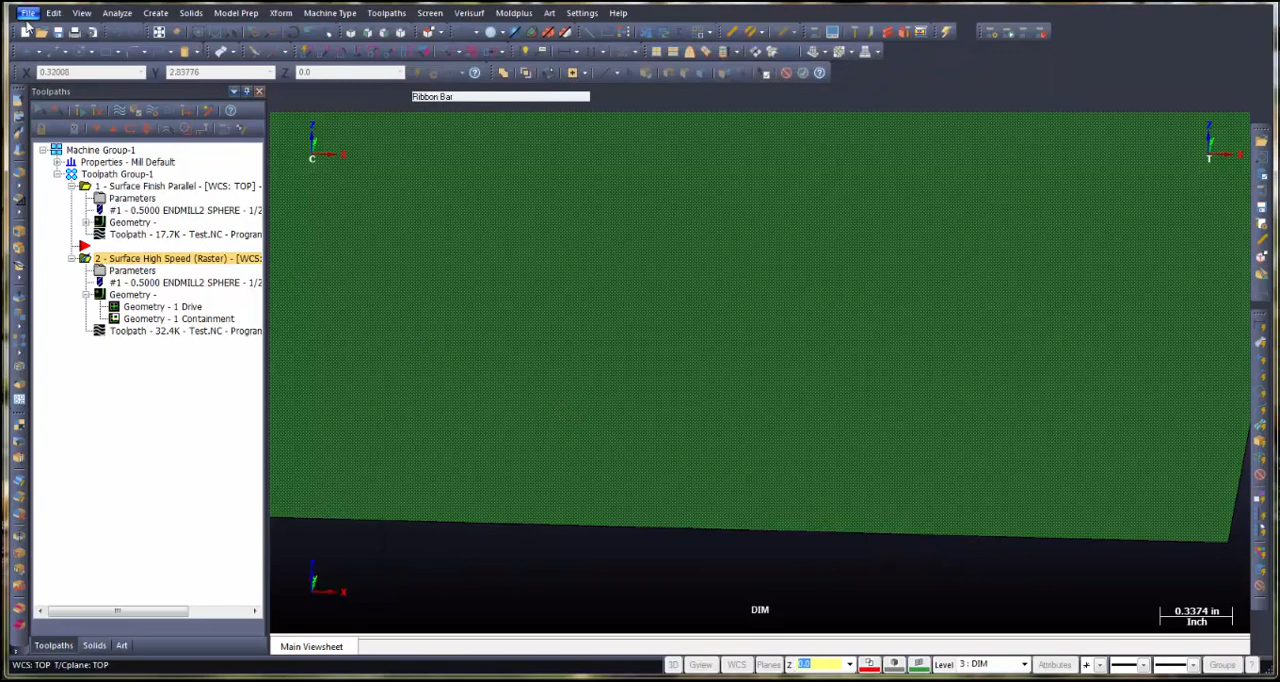 File Edit View Analyze Create Solids Model Prep Xform Machine Type Toolpaths Screen Verisurf Moldplus Art Settings Help
X 0.32008 Y 2.83776 Z 0.0
Toolpaths
Ribbon Bar
Machine Group-1
Properties - Mill Default
Toolpath Group-1
1 - Surface Finish Parallel - [WCS: TOP] -
Parameters
#1 - 0.5000 ENDMILL2 SPHERE - 1/2
Geometry -
Toolpath - 17.7K - Test.NC - Progran
2 - Surface High Speed (Raster) - [WCS:
Parameters
#1 - 0.5000 ENDMILL2 SPHERE - 1/2
Geometry -
Geometry - 1 Drive
Geometry - 1 Containment
Toolpath - 32.4K - Test.NC - Progran
Z X C
Z X T
X
DIM
0.3374 in
Inch
Toolpaths Solids Art
Main Viewsheet
WCS: TOP T/Cplane: TOP
3D Gview WCS Planes Z 0.0 Level 3 : DIM Attributes Groups ?